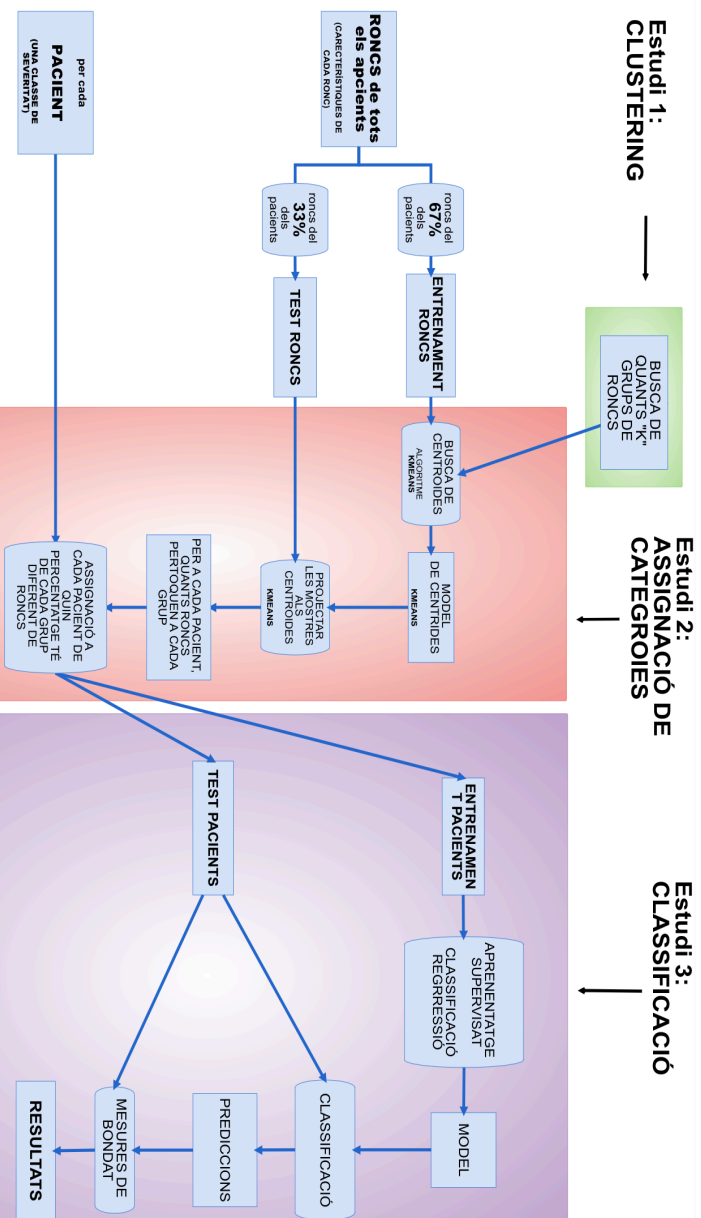 Estudi 1:
CLUSTERING
Estudi 2:
ASSIGNACIÓ DE
CATEGROIES
Estudi 3:
CLASSIFICACIÓ
BUSCA DE
QUANTS "K"
GRUPS DE
RONCS
RONCS de tots
els apcients
(CARECTERÍSTIQUES DE
CADA RONC)
roncs del
67%
dels
pacients
ENTRENAMENT
RONCS
BUSCA DE
CENTROIDES
ALGORITME
KMEANS
MODEL
DE CENTRIDES
KMEANS
roncs del
33%
dels
pacients
TEST RONCS
PROJECTAR
LES MOSTRES
ALS
CENTROIDES
KMEANS
PER A CADA PACIENT,
QUANTS RONCS
PERTOQUEN A CADA
GRUP
per cada
PACIENT
(UNA CLASSE DE
SEVERITAT)
ASSIGNACIÓ A
CADA PACIENT DE
QUIN
PERCENTATGE TÉ
DE CADA GRUP
DIFERENT DE
RONCS
ENTRENAMEN
T PACIENTS
APRENENTATGE
SUPERVISAT
CLASSIFICACIÓ
REGRRESSIÓ
MODEL
TEST PACIENTS
CLASSIFICACIÓ
PREDICCIONS
MESURES DE
BONDAT
RESULTATS